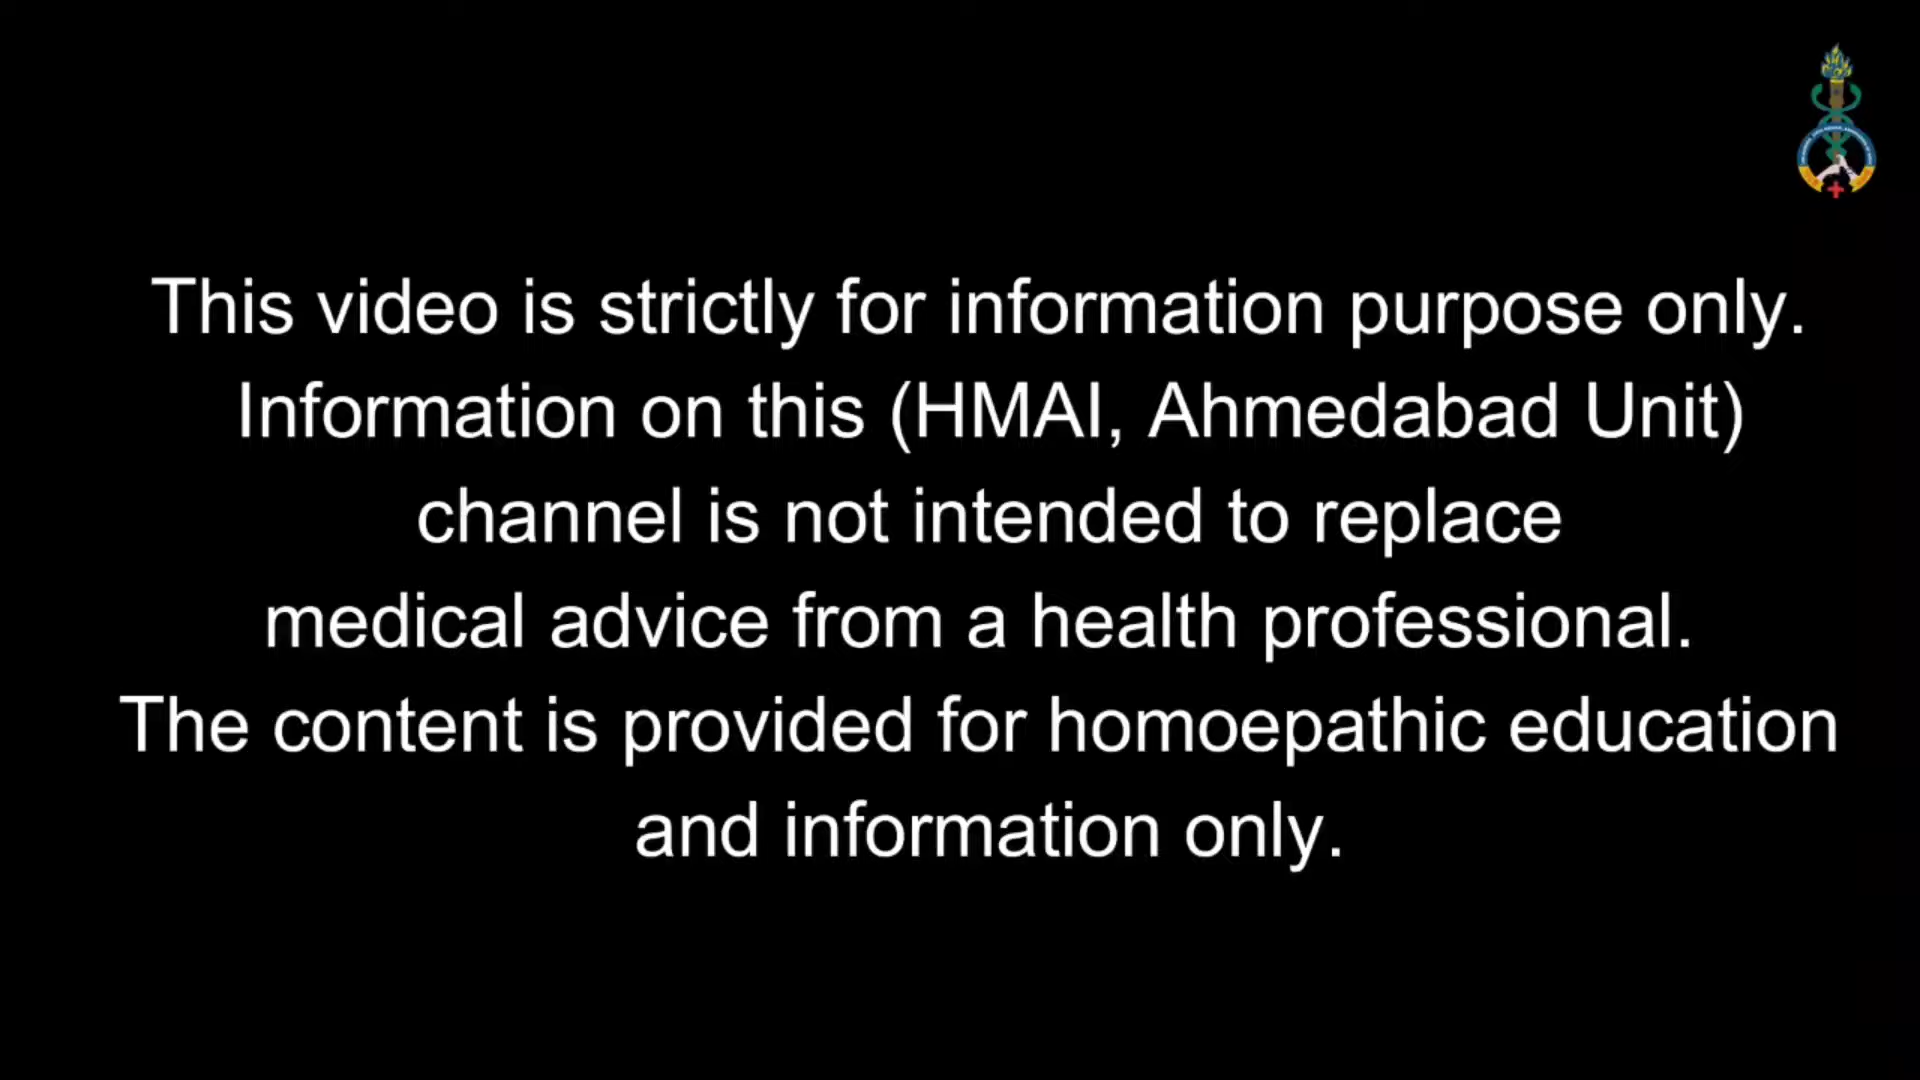 This video is strictly for information purpose only.
Information on this (HMAI, Ahmedabad Unit)
channel is not intended to replace
medical advice from a health professional.
The content is provided for homoepathic education
and information only.